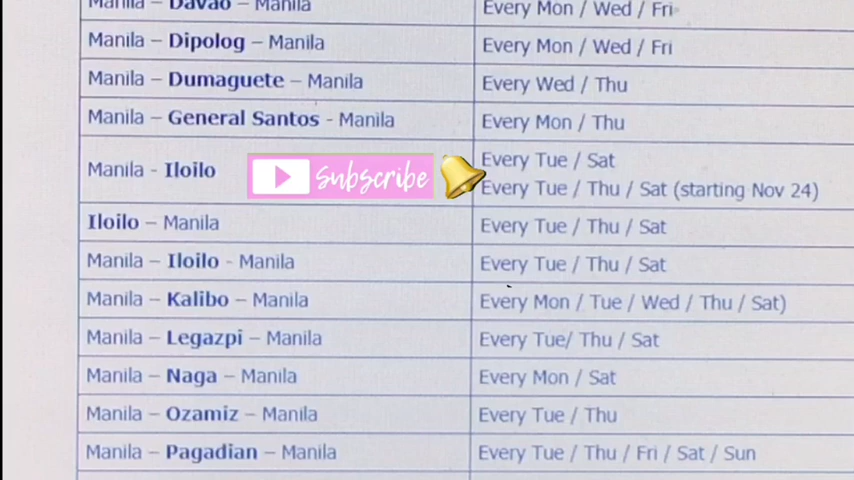 Manila – Davao – Manila
Every Mon / Wed / Fri
Manila – Dipolog – Manila
Every Mon / Wed / Fri
Manila – Dumaguete – Manila
Every Wed / Thu
Manila – General Santos - Manila
Every Mon / Thu
Manila - Iloilo
Subscribe
Every Tue / Sat
Every Tue / Thu / Sat (starting Nov 24)
Iloilo – Manila
Every Tue / Thu / Sat
Manila – Iloilo - Manila
Every Tue / Thu / Sat
Manila – Kalibo – Manila
Every Mon / Tue / Wed / Thu / Sat)
Manila – Legazpi – Manila
Every Tue/ Thu / Sat
Manila – Naga – Manila
Every Mon / Sat
Manila – Ozamiz – Manila
Every Tue / Thu
Manila – Pagadian – Manila
Every Tue / Thu / Fri / Sat / Sun